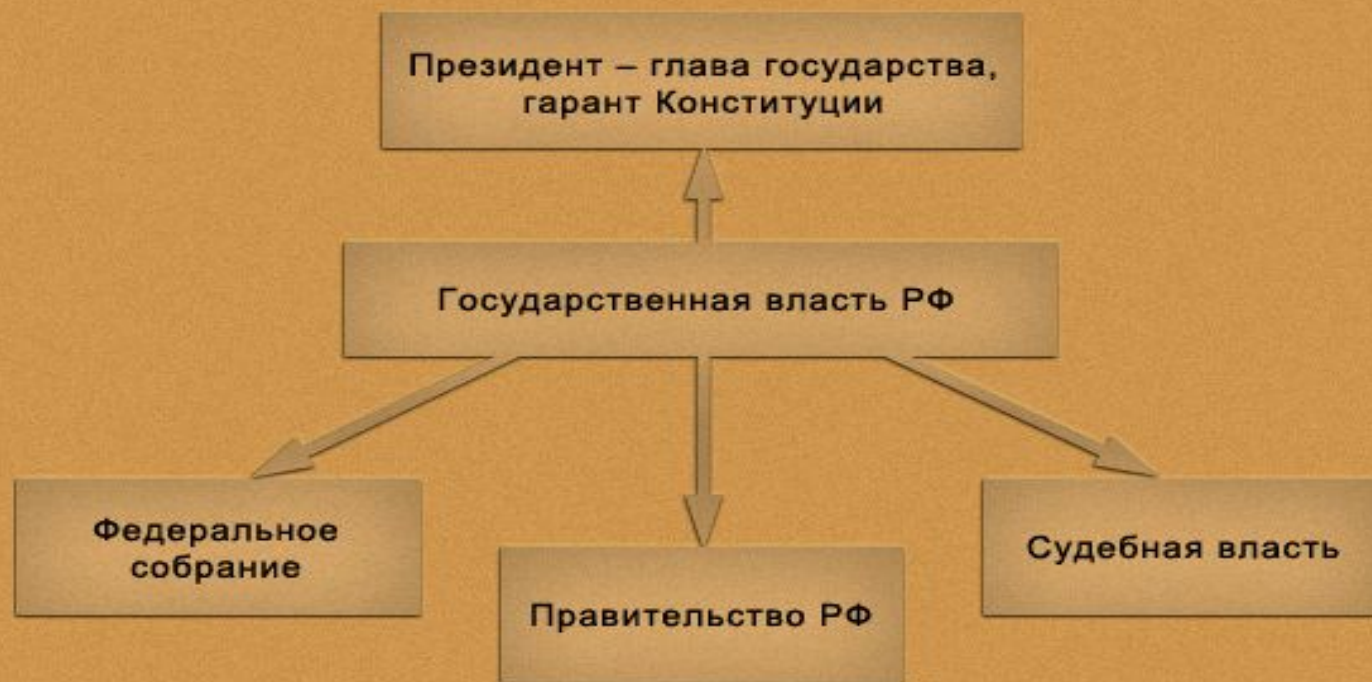 Президент – глава государства,
гарант Конституции
Государственная власть РФ
Федеральное
собрание
Правительство РФ
Судебная власть